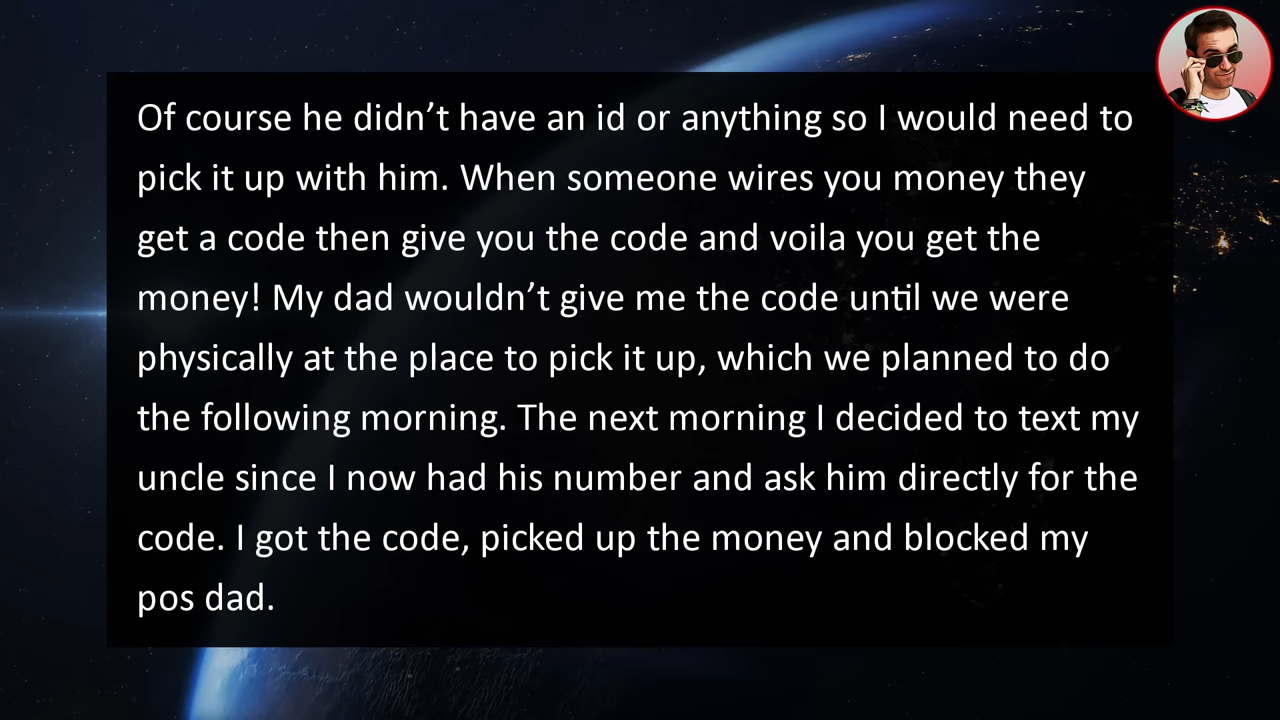 Of course he didn’t have an id or anything so I would need to
pick it up with him. When someone wires you money they
get a code then give you the code and voila you get the
money! My dad wouldn’t give me the code until we were
physically at the place to pick it up, which we planned to do
the following morning. The next morning I decided to text my
uncle since I now had his number and ask him directly for the
code. I got the code, picked up the money and blocked my
pos dad.